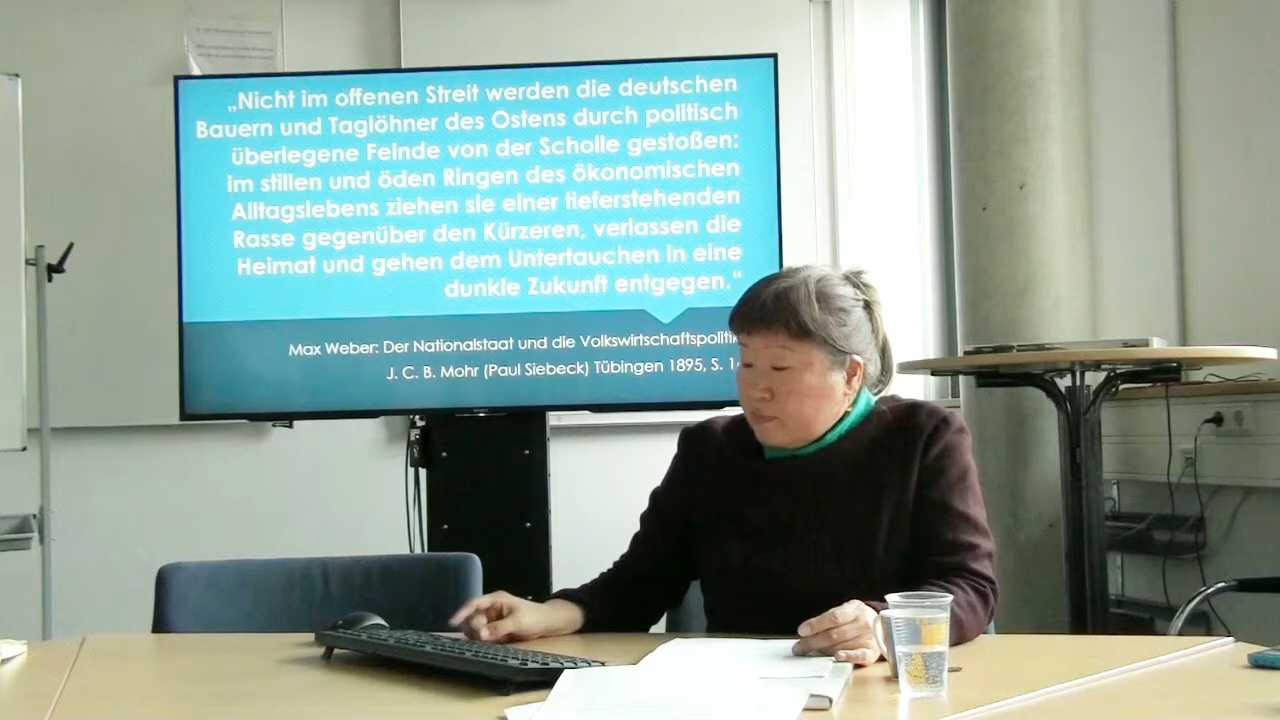 „Nicht im offenen Streit werden die deutschen
Bauern und Taglöhner des Ostens durch politisch
überlegene Feinde von der Scholle gestoßen:
im stillen und öden Ringen des ökonomischen
Alltagslebens ziehen sie einer tieferstehenden
Rasse gegenüber den Kürzeren, verlassen die
Heimat und gehen dem Untertauchen in eine
dunkle Zukunft entgegen.“
Max Weber: Der Nationalstaat und die Volkswirtschaftspolitik
J. C. B. Mohr (Paul Siebeck) Tübingen 1895, S.